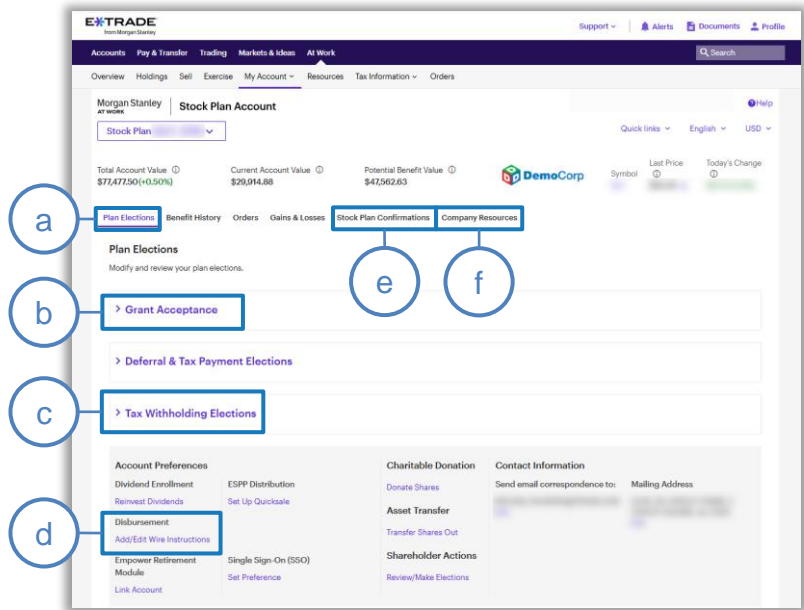 E*TRADE
from Morgan Stanley
Support Alerts Documents Profile
Accounts Pay & Transfer Trading Markets & Ideas At Work Search
Overview Holdings Sell Exercise My Account Resources Tax Information Orders
Morgan Stanley
AT WORK
Stock Plan Account
Help
Stock Plan
Quick links English USD
Total Account Value Current Account Value Potential Benefit Value DemoCorp Symbol Last Price Today's Change
$77,477.50 (+0.50%) $29,914.88 $47,562.63
a
Plan Elections Benefit History Orders Gains & Losses Stock Plan Confirmations Company Resources
Plan Elections
Modify and review your plan elections.
e f
b
> Grant Acceptance
> Deferral & Tax Payment Elections
c
> Tax Withholding Elections
Account Preferences Charitable Donation Contact Information
Dividend Enrollment ESPP Distribution Donate Shares Send email correspondence to: Mailing Address
Reinvest Dividends Set Up Quicksale
Asset Transfer
d
Disbursement
Add/Edit Wire Instructions
Transfer Shares Out
Empower Retirement Module
Single Sign-On (SSO)
Shareholder Actions
Set Preference
Review/Make Elections
Link Account